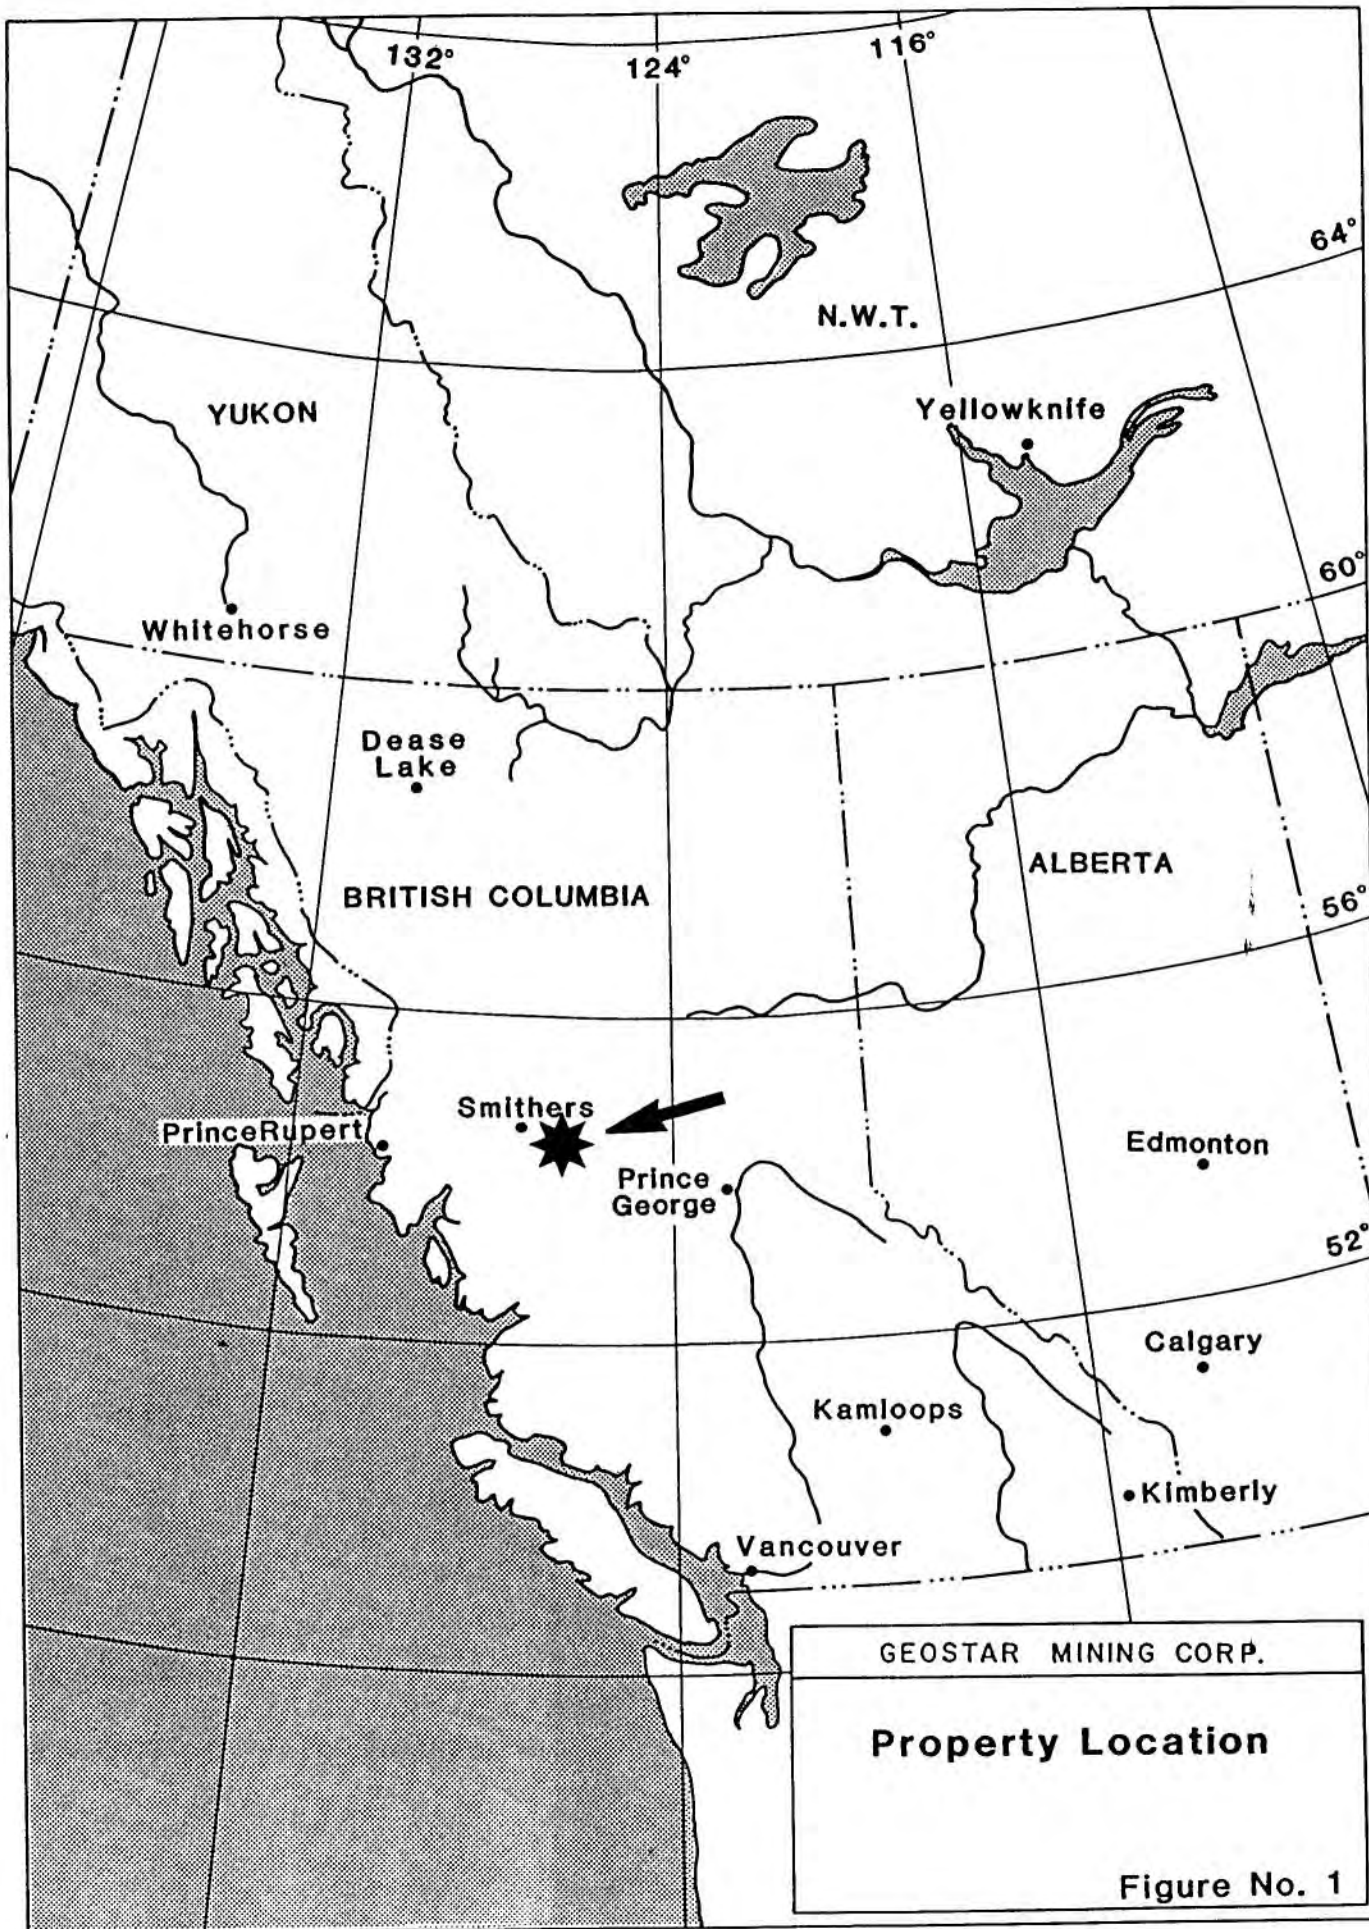 132°
124°
116°
64°
N.W.T.
YUKON
Yellowknife
60°
Whitehorse
Dease
Lake
ALBERTA
BRITISH COLUMBIA
56°
Smithers
PrinceRupert
Edmonton
Prince
George
52°
Calgary
Kamloops
Kimberly
Vancouver
GEOSTAR MINING CORP.
Property Location
Figure No. 1